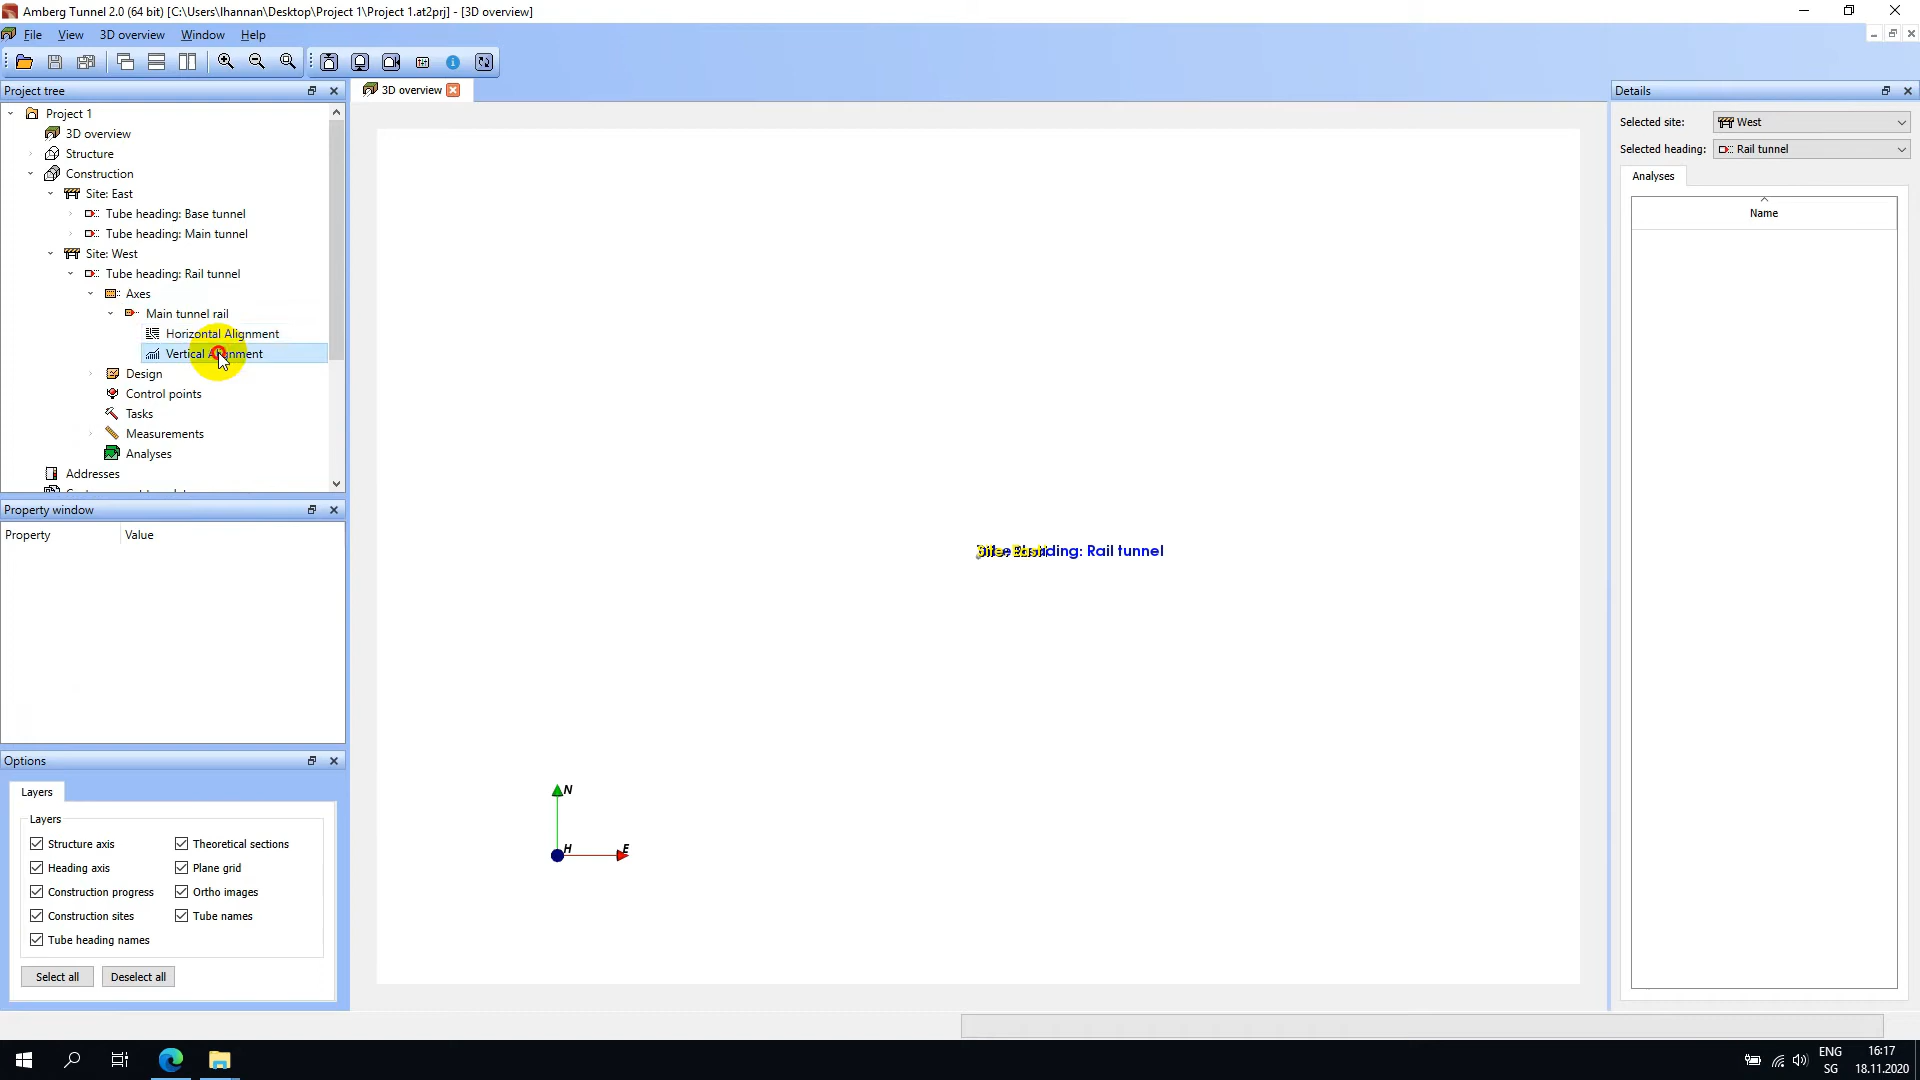 Amberg Tunnel 2.0 (64 bit) [C:\Users\lhannan\Desktop\Project 1\Project 1.at2prj] - [3D overview]
File View 3D overview Window Help
Project tree
3D overview
Details
Project 1
3D overview
Structure
Construction
Site: East
Tube heading: Base tunnel
Tube heading: Main tunnel
Site: West
Tube heading: Rail tunnel
Axes
Main tunnel rail
Horizontal Alignment
Vertical Alignment
Design
Control points
Tasks
Measurements
Analyses
Addresses
Selected site: West
Selected heading: Rail tunnel
Analyses
Name
Property window
Property Value
Site: East heading: Rail tunnel
N
H E
Options
Layers
Layers
Structure axis Theoretical sections
Heading axis Plane grid
Construction progress Ortho images
Construction sites Tube names
Tube heading names
Select all Deselect all
ENG 16:17
SG 18.11.2020